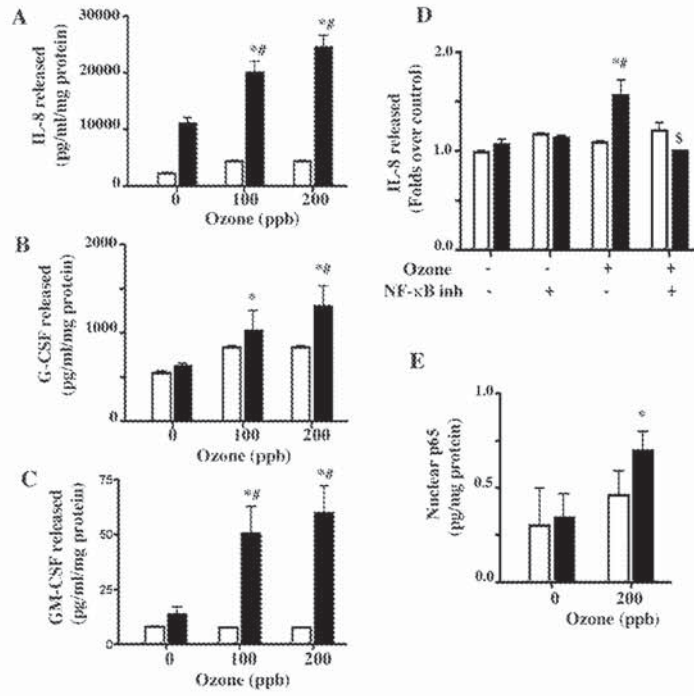 A
IL-8 released
(pg/ml/mg protein)
30000
20000
10000
0
*#
*#
0
100
200
Ozone (ppb)
B
G-CSF released
(pg/ml/mg protein)
2000
1000
0
*
*#
0
100
200
Ozone (ppb)
C
GM-CSF released
(pg/ml/mg protein)
75
50
25
0
*#
*#
0
100
200
Ozone (ppb)
D
IL-8 released
(Folds over control)
2.0
1.0
0.0
*#
$
Ozone - - + +
NF-κB inh - + - +
E
Nuclear p65
(pg/mg protein)
1.0
0.5
0.0
*
0
200
Ozone (ppb)